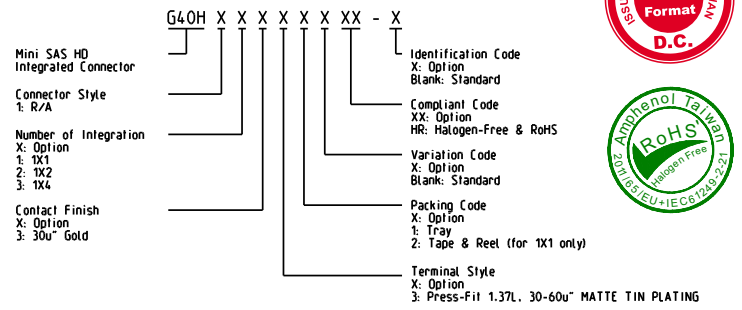 G40H X X X X X X XX - X
Mini SAS HD
Integrated Connector
Connector Style
1: R/A
Number of Integration
X: Option
1: 1X1
2: 1X2
3: 1X4
Contact Finish
X: Option
3: 30u" Gold
Identification Code
X: Option
Blank: Standard
Compliant Code
XX: Option
HR: Halogen-Free & RoHS
Variation Code
X: Option
Blank: Standard
Packing Code
X: Option
1: Tray
2: Tape & Reel (for 1X1 only)
Terminal Style
X: Option
3: Press-Fit 1.37L, 30-60u" MATTE TIN PLATING
Format
D.C.
Amphenol Taiwan
RoHS
Halogen Free
2011/65/EU+IEC61249-2-21